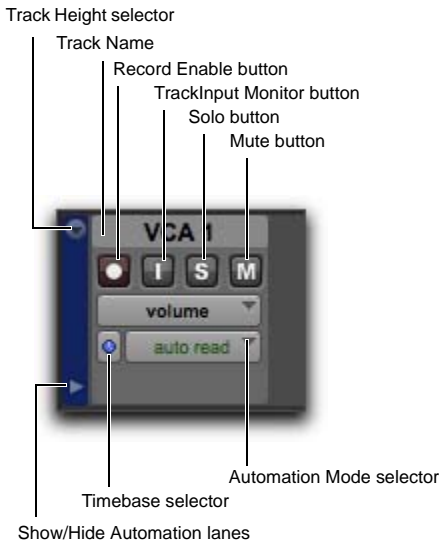 Track Height selector
Track Name
Record Enable button
TrackInput Monitor button
Solo button
Mute button
VCA 1
I S M
volume
auto read
Automation Mode selector
Timebase selector
Show/Hide Automation lanes